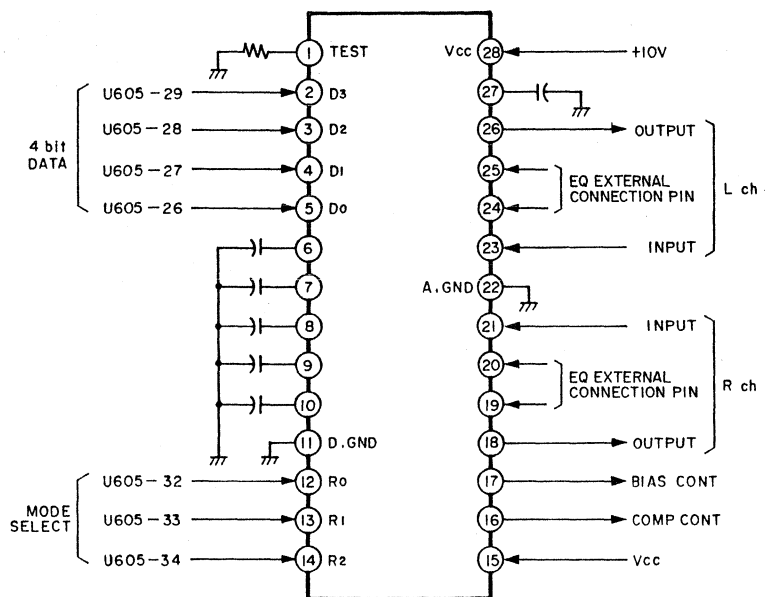 1 TEST
Vcc 28 +10V
U605-29 2 D3
27
U605-28 3 D2
26 OUTPUT
4 bit
DATA
U605-27 4 D1
25
EQ EXTERNAL
CONNECTION PIN
L ch
U605-26 5 D0
24
6
23 INPUT
7
A.GND 22
8
21 INPUT
9
20
EQ EXTERNAL
CONNECTION PIN
R ch
10
19
11 D.GND
18 OUTPUT
U605-32 12 R0
17 BIAS CONT
MODE
SELECT
U605-33 13 R1
16 COMP CONT
U605-34 14 R2
15 Vcc